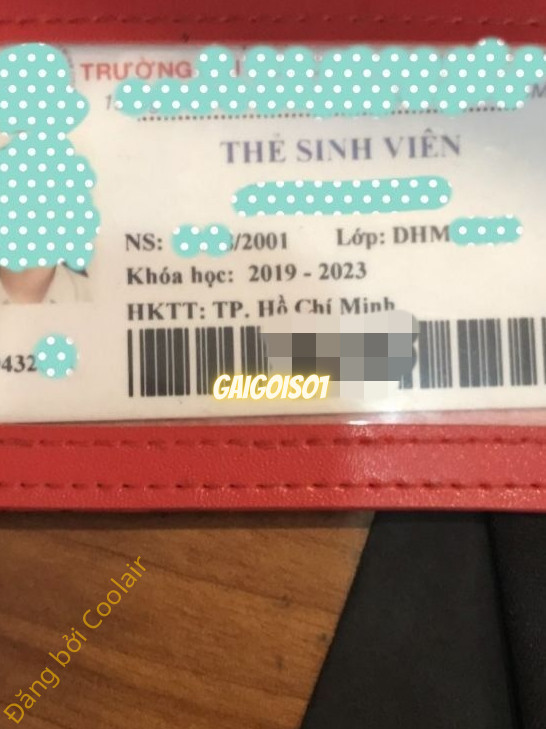 TRƯỜNG
THẺ SINH VIÊN
NS: /2001 Lớp: DHM
Khóa học: 2019 - 2023
HKTT: TP. Hồ Chí Minh
432
GAIGOISO1
Đăng bởi Coolair